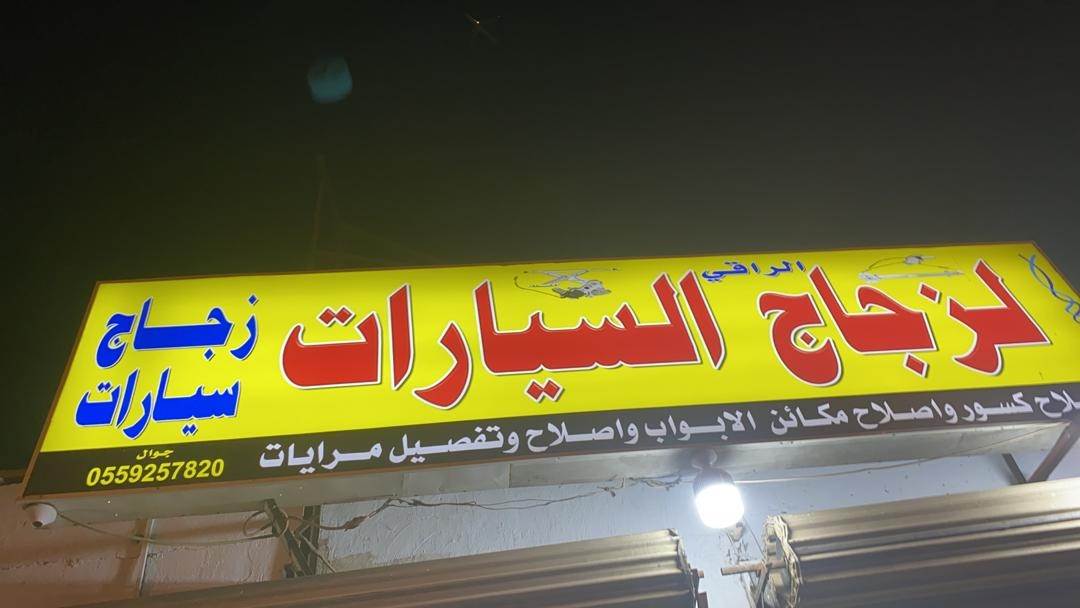 الراقي
لزجاج السيارات
زجاج
سيارات
كسور واصلاح مكائن الابواب واصلاح وتفصيل مرايات
جوال
0559257820